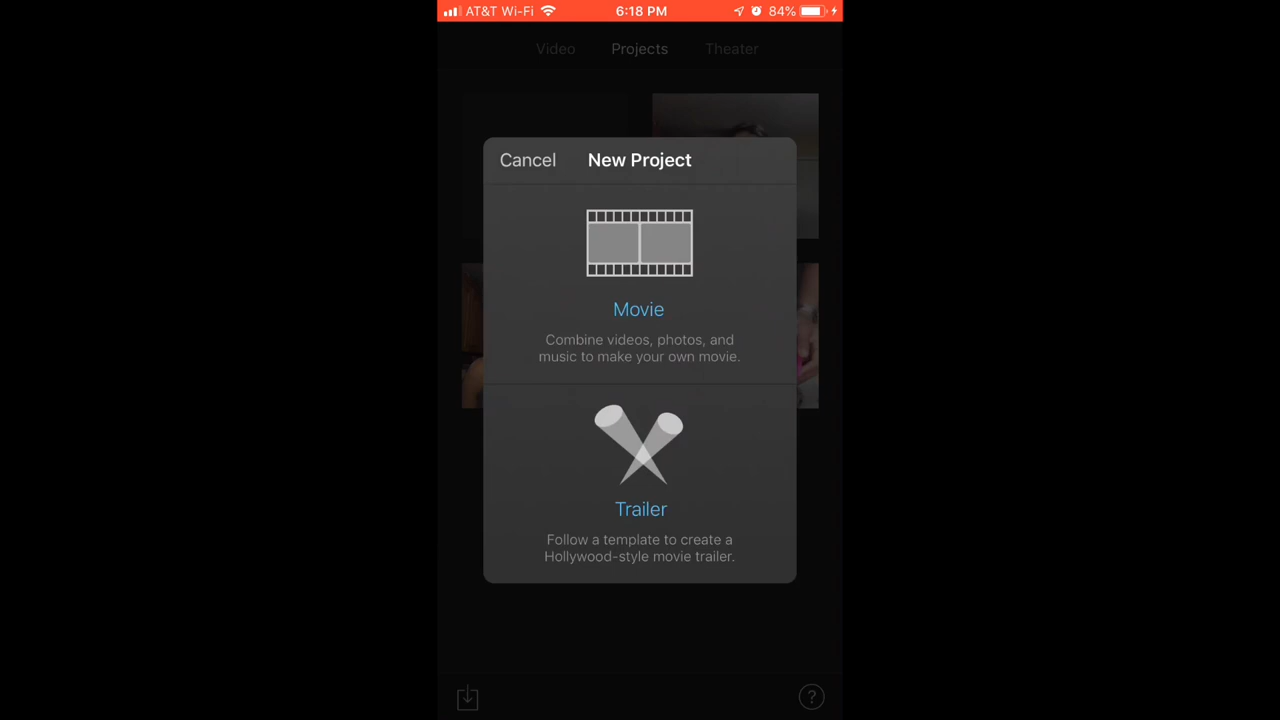 AT&T Wi-Fi 6:18 PM 84%
Video Projects Theater
Cancel New Project
Movie
Combine videos, photos, and
music to make your own movie.
Trailer
Follow a template to create a
Hollywood-style movie trailer.
?